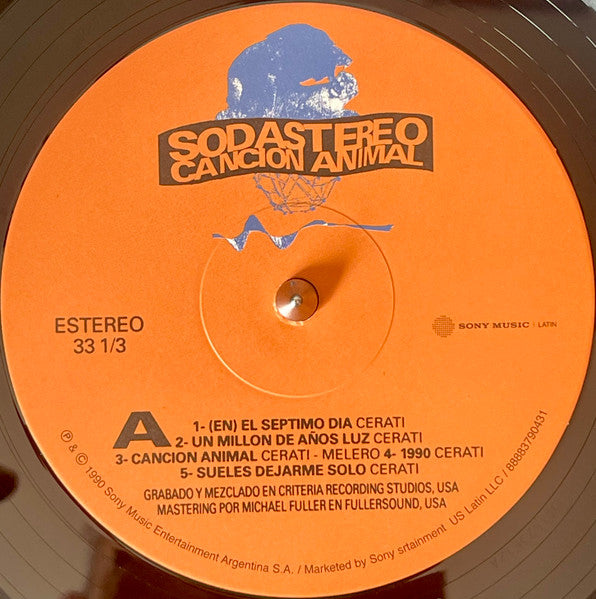 SODASTEREO
CANCION ANIMAL
ESTEREO
33 1/3
SONY MUSIC | LATIN
A
1- (EN) EL SEPTIMO DIA CERATI
2- UN MILLON DE AÑOS LUZ CERATI
3- CANCION ANIMAL CERATI - MELERO 4- 1990 CERATI
5- SUELES DEJARME SOLO CERATI
GRABADO Y MEZCLADO EN CRITERIA RECORDING STUDIOS, USA
MASTERING POR MICHAEL FULLER EN FULLERSOUND, USA
℗ & © 1990 Sony Music Entertainment Argentina S.A. / Marketed by Sony srtainment US Latin LLC / 88883790431